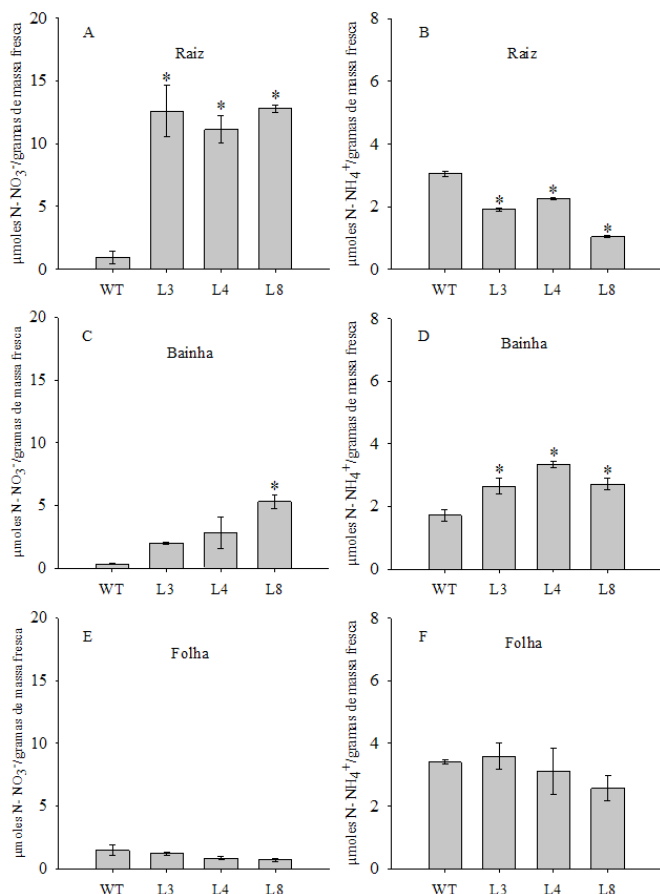 A
Raiz
µmoles N- NO3-/gramas de massa fresca
20
15
10
5
0
*
*
*
WT L3 L4 L8
B
Raiz
µmoles N- NH4+/gramas de massa fresca
8
6
4
2
0
*
*
*
WT L3 L4 L8
C
Bainha
µmoles N- NO3-/gramas de massa fresca
20
15
10
5
0
*
WT L3 L4 L8
D
Bainha
µmoles N- NH4+/gramas de massa fresca
8
6
4
2
0
*
*
*
WT L3 L4 L8
E
Folha
µmoles N- NO3-/gramas de massa fresca
20
15
10
5
0
WT L3 L4 L8
F
Folha
µmoles N- NH4+/gramas de massa fresca
8
6
4
2
0
WT L3 L4 L8